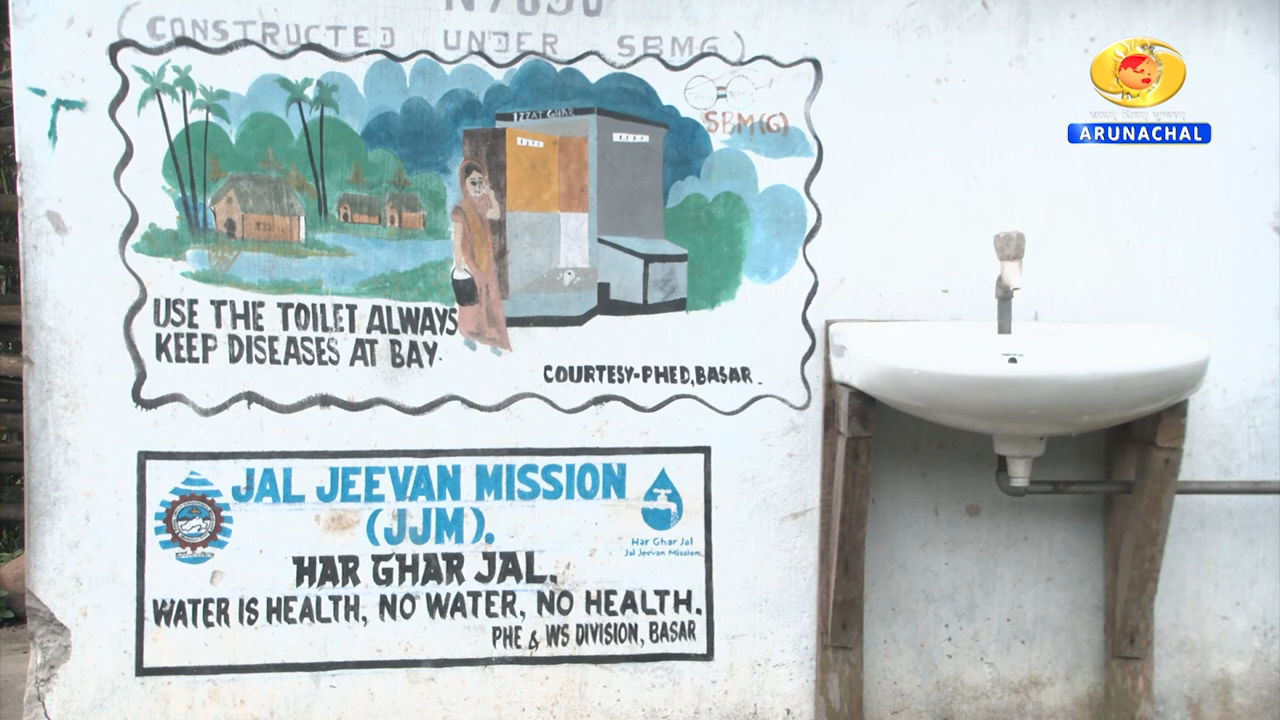 (CONSTRUCTED UNDER SBMG)
ARUNACHAL
IZZAT GHAR
SBM(G)
USE THE TOILET ALWAYS
KEEP DISEASES AT BAY.
COURTESY-PHED, BASAR.
JAL JEEVAN MISSION
(JJM).
Har Ghar Jal
Jal Jeevan Mission
HAR GHAR JAL.
WATER IS HEALTH, NO WATER, NO HEALTH.
PHE & WS DIVISION, BASAR